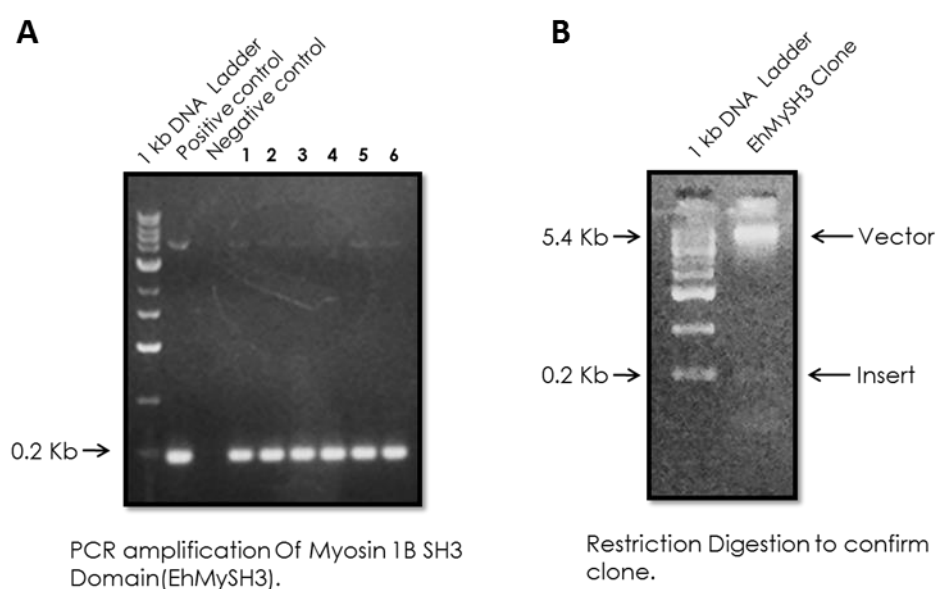 A
1 kb DNA Ladder
Positive control
Negative control
1 2 3 4 5 6
0.2 Kb
PCR amplification Of Myosin 1B SH3
Domain(EhMySH3).
B
1 kb DNA Ladder
EhMySH3 Clone
5.4 Kb
Vector
0.2 Kb
Insert
Restriction Digestion to confirm
clone.